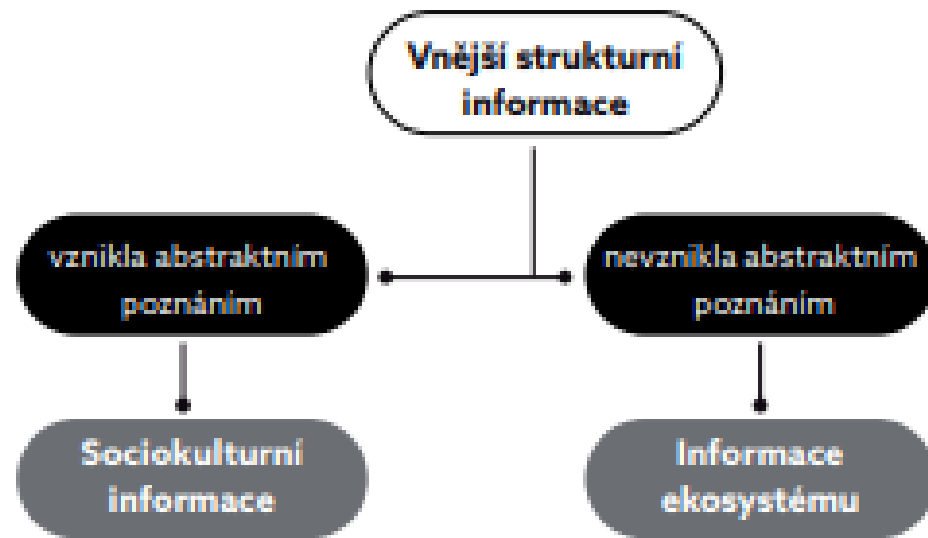 Vnější strukturní
informace
vznikla abstraktním
poznáním
nevznikla abstraktním
poznáním
Sociokulturní
informace
Informace
ekosystému